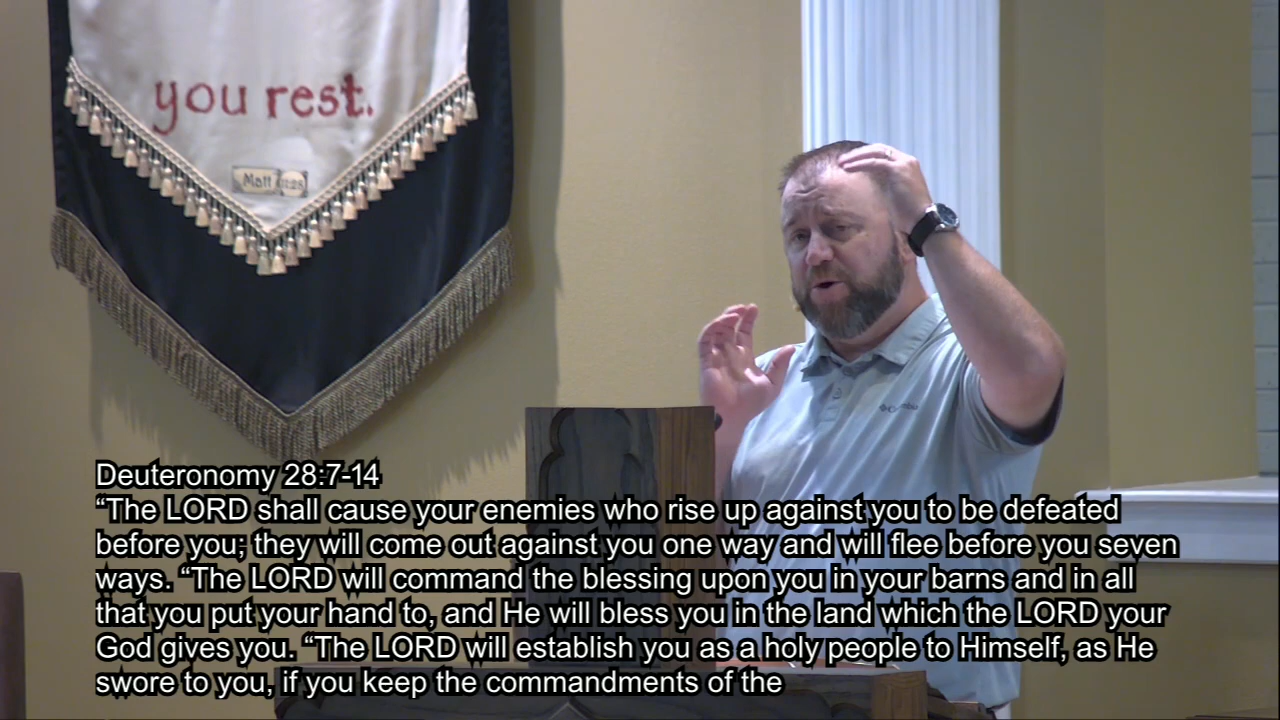 you rest.
Matt 11:28
Columbia
Deuteronomy 28:7-14
“The LORD shall cause your enemies who rise up against you to be defeated
before you; they will come out against you one way and will flee before you seven
ways. “The LORD will command the blessing upon you in your barns and in all
that you put your hand to, and He will bless you in the land which the LORD your
God gives you. “The LORD will establish you as a holy people to Himself, as He
swore to you, if you keep the commandments of the